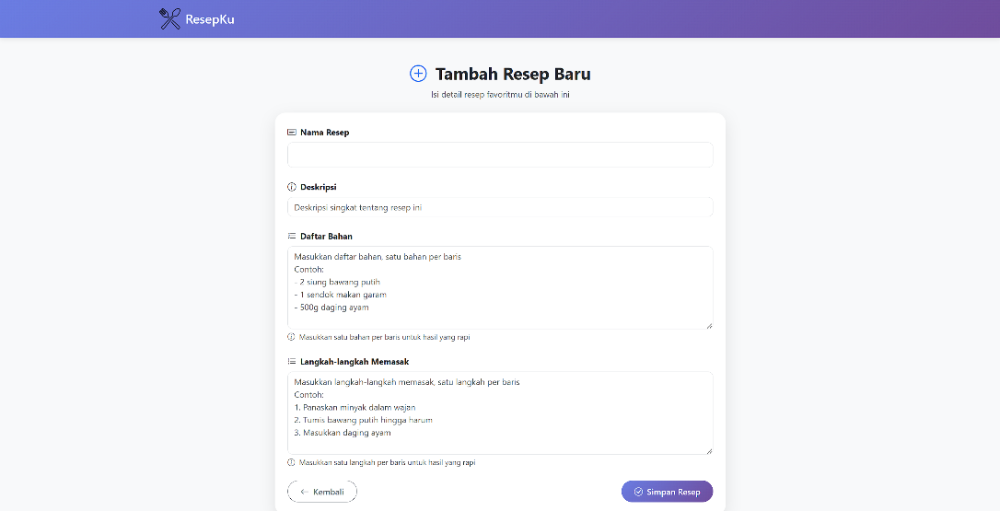 ResepKu
Tambah Resep Baru
Isi detail resep favoritmu di bawah ini
Nama Resep
Deskripsi
Deskripsi singkat tentang resep ini
Daftar Bahan
Masukkan daftar bahan, satu bahan per baris
Contoh:
- 2 siung bawang putih
- 1 sendok makan garam
- 500g daging ayam
Masukkan satu bahan per baris untuk hasil yang rapi
Langkah-langkah Memasak
Masukkan langkah-langkah memasak, satu langkah per baris
Contoh:
1. Panaskan minyak dalam wajan
2. Tumis bawang putih hingga harum
3. Masukkan daging ayam
Masukkan satu langkah per baris untuk hasil yang rapi
Kembali
Simpan Resep